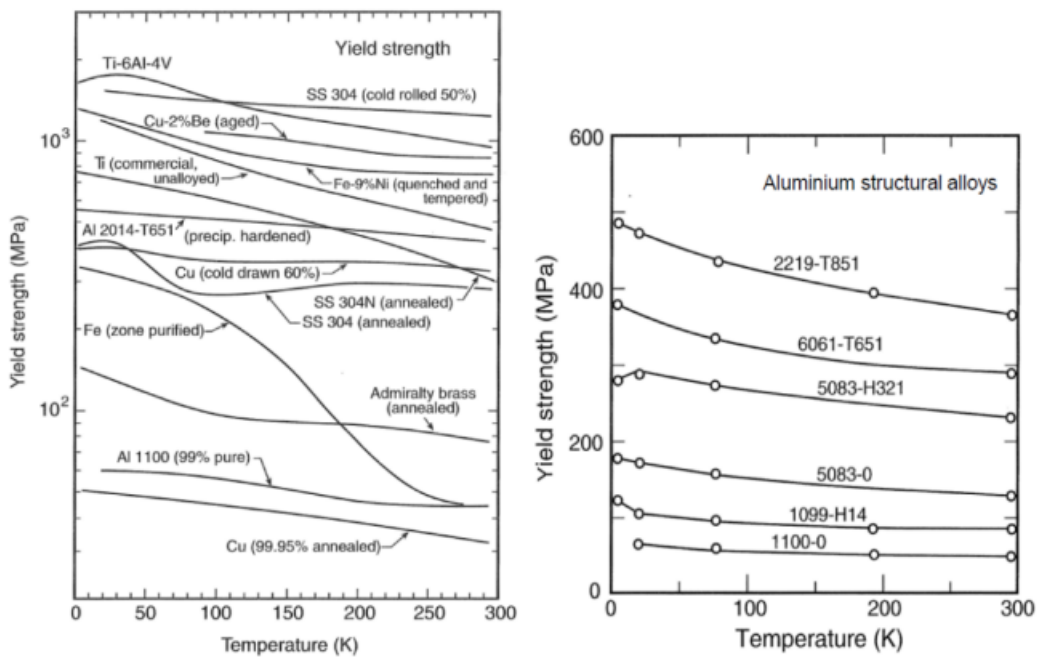 Yield strength
Ti-6Al-4V
SS 304 (cold rolled 50%)
10³
Cu-2%Be (aged)
Ti (commercial,
unalloyed)
Fe-9%Ni (quenched and
tempered)
Al 2014-T651
(precip. hardened)
Cu (cold drawn 60%)
SS 304N (annealed)
SS 304 (annealed)
Fe (zone purified)
Admiralty brass
(annealed)
10²
Al 1100 (99% pure)
Cu (99.95% annealed)
Yield strength (MPa)
0 50 100 150 200 250 300
Temperature (K)
600
Aluminium structural alloys
2219-T851
400
6061-T651
5083-H321
200
5083-0
1099-H14
1100-0
0
Yield strength (MPa)
0 100 200 300
Temperature (K)